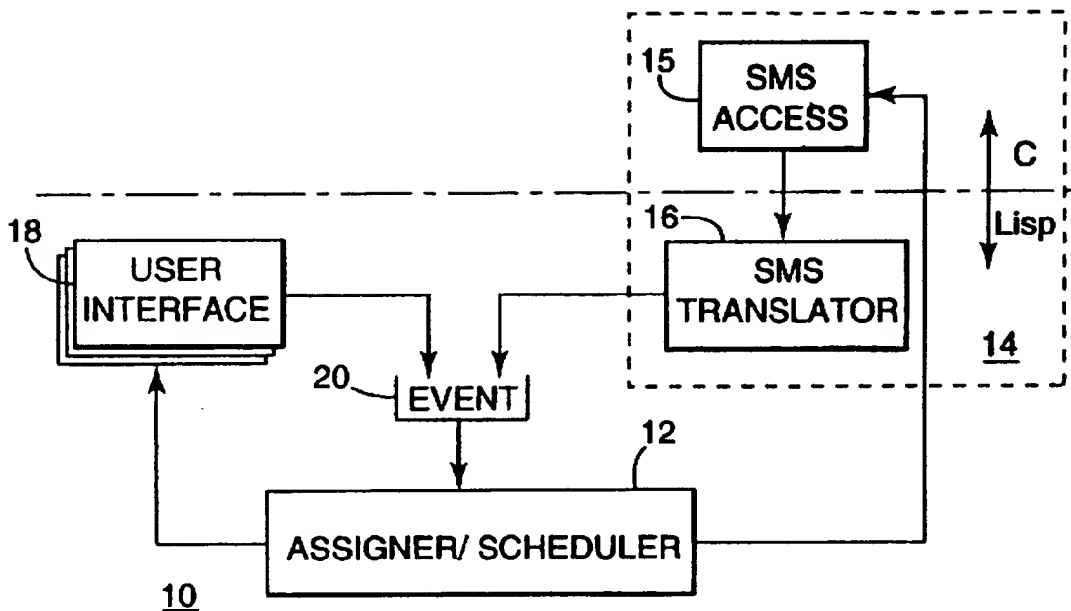 15
SMS
ACCESS
C
Lisp
18
USER
INTERFACE
16
SMS
TRANSLATOR
14
20
EVENT
12
ASSIGNER/ SCHEDULER
10